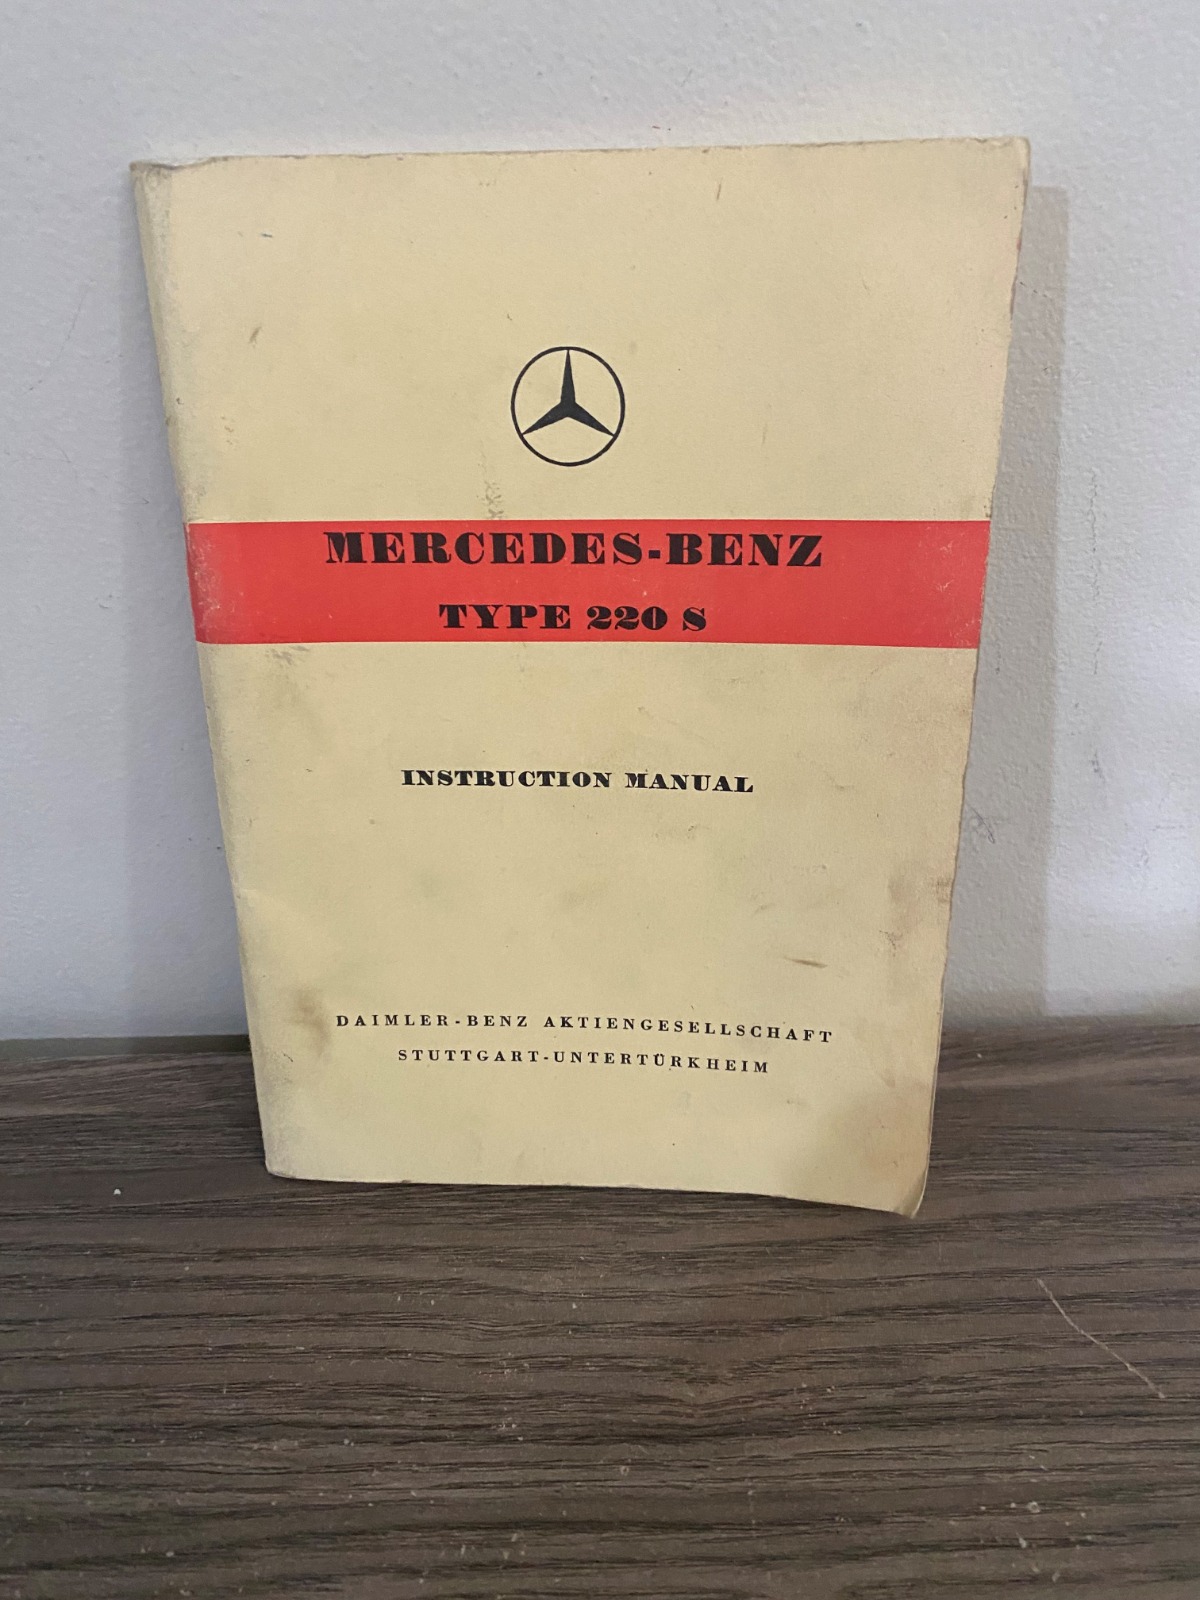 MERCEDES-BENZ
TYPE 220 S
INSTRUCTION MANUAL
DAIMLER-BENZ AKTIENGESELLSCHAFT
STUTTGART-UNTERTÜRKHEIM